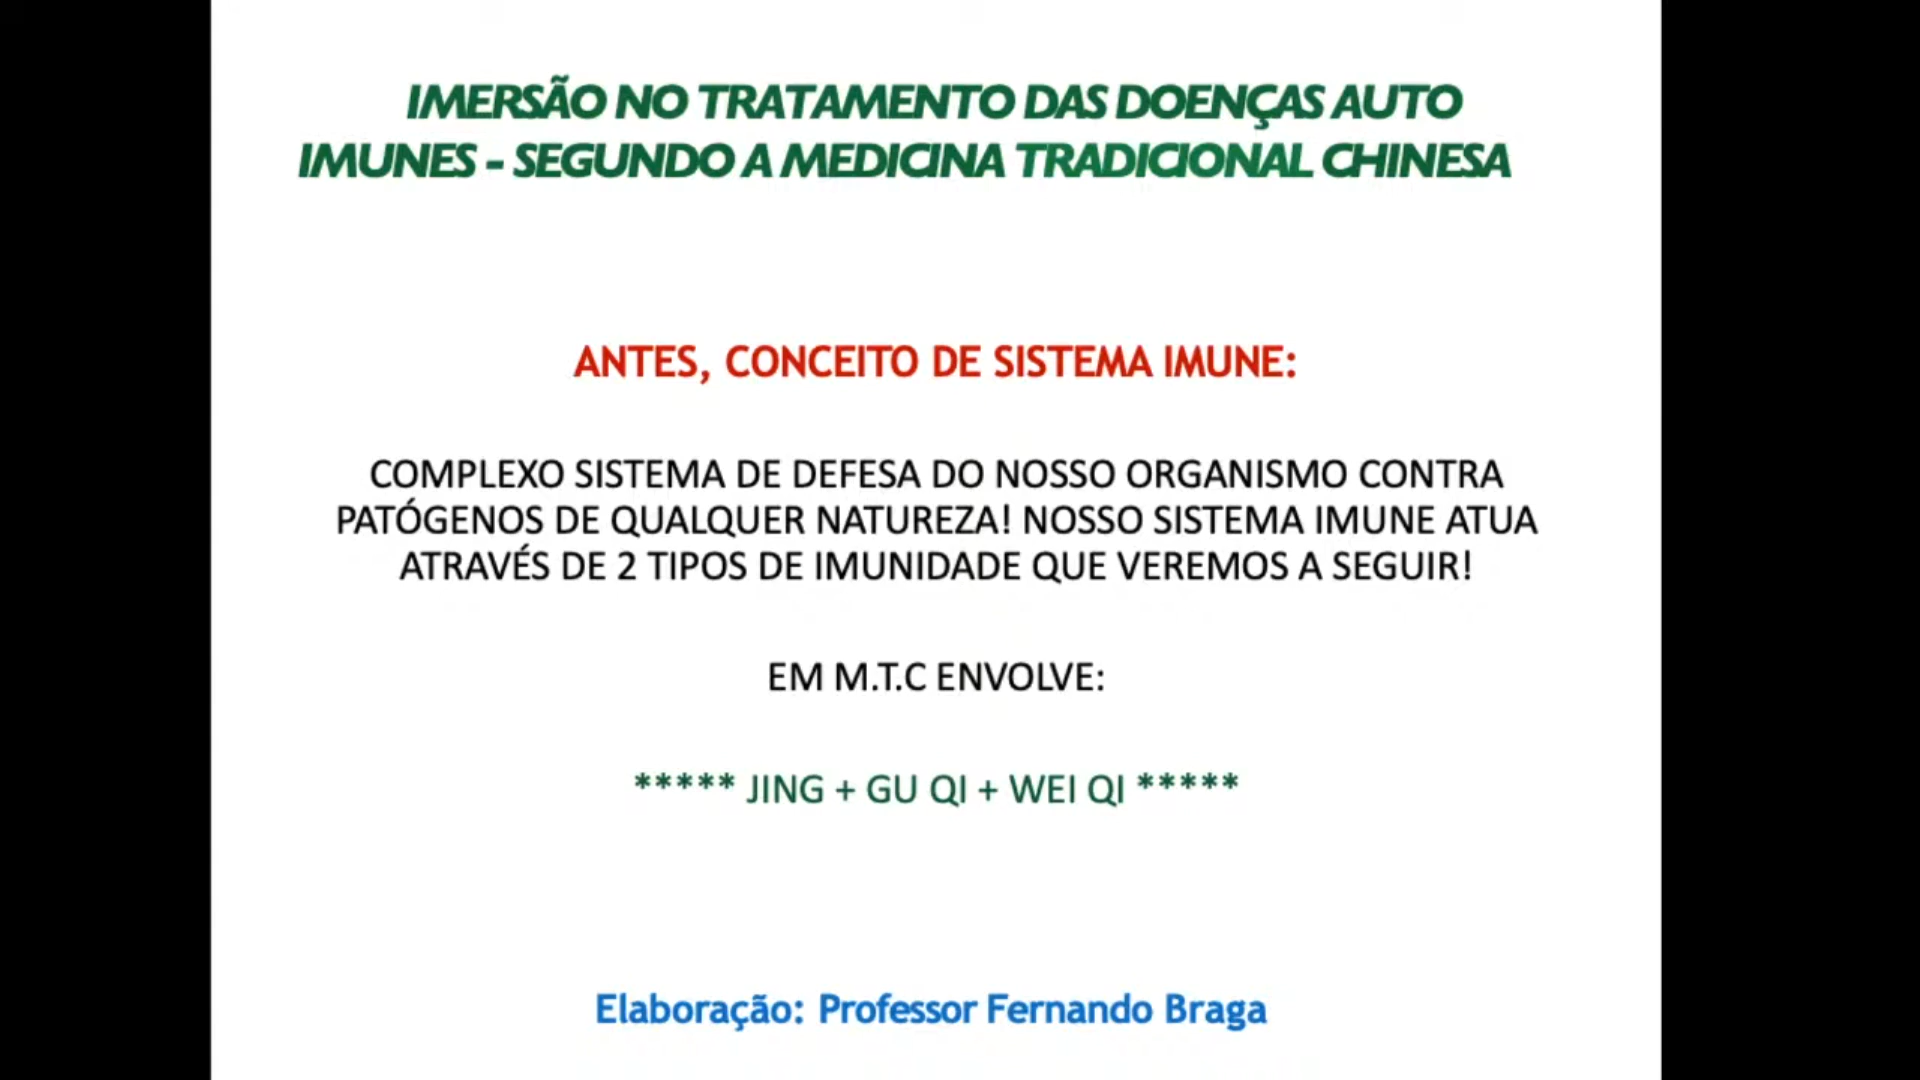 IMERSÃO NO TRATAMENTO DAS DOENÇAS AUTO
IMUNES - SEGUNDO A MEDICINA TRADICIONAL CHINESA
ANTES, CONCEITO DE SISTEMA IMUNE:
COMPLEXO SISTEMA DE DEFESA DO NOSSO ORGANISMO CONTRA
PATÓGENOS DE QUALQUER NATUREZA! NOSSO SISTEMA IMUNE ATUA
ATRAVÉS DE 2 TIPOS DE IMUNIDADE QUE VEREMOS A SEGUIR!
EM M.T.C ENVOLVE:
***** JING + GU QI + WEI QI *****
Elaboração: Professor Fernando Braga